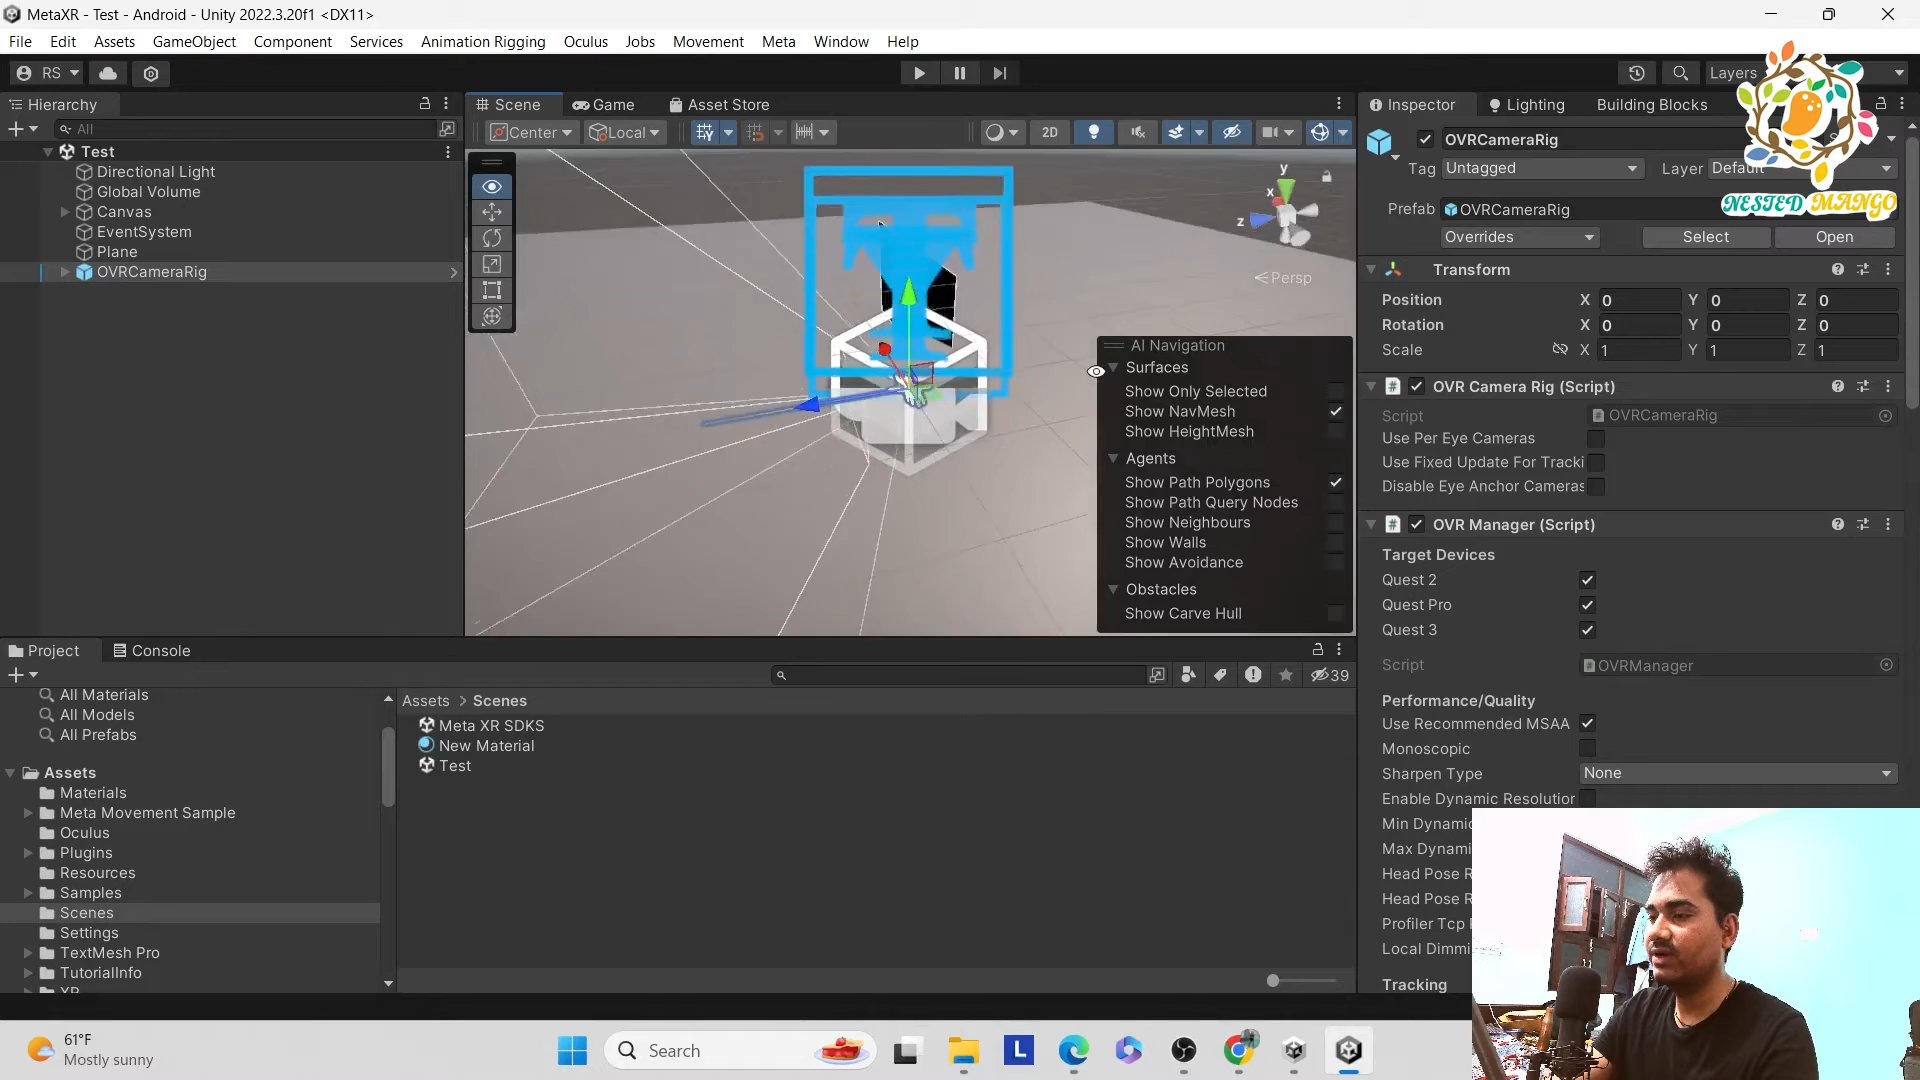 MetaXR - Test - Android - Unity 2022.3.20f1 <DX11>
File Edit Assets GameObject Component Services Animation Rigging Oculus Jobs Movement Meta Window Help
RS
Layers
Hierarchy
All
Test
Directional Light
Global Volume
Canvas
EventSystem
Plane
OVRCameraRig
Scene Game Asset Store
Center Local 2D
y
x
z
Persp
AI Navigation
Surfaces
Show Only Selected
Show NavMesh
Show HeightMesh
Agents
Show Path Polygons
Show Path Query Nodes
Show Neighbours
Show Walls
Show Avoidance
Obstacles
Show Carve Hull
Inspector Lighting Building Blocks
OVRCameraRig
Tag Untagged Layer Default
NESTED MANGO
Prefab OVRCameraRig
Overrides Select Open
Transform
Position X 0 Y 0 Z 0
Rotation X 0 Y 0 Z 0
Scale X 1 Y 1 Z 1
OVR Camera Rig (Script)
Script OVRCameraRig
Use Per Eye Cameras
Use Fixed Update For Tracki
Disable Eye Anchor Cameras
OVR Manager (Script)
Target Devices
Quest 2
Quest Pro
Quest 3
Script OVRManager
Performance/Quality
Use Recommended MSAA
Monoscopic
Sharpen Type None
Enable Dynamic Resolution
Min Dynamic
Max Dynami
Head Pose R
Head Pose R
Profiler Tcp
Local Dimmi
Tracking
Project Console
39
All Materials
All Models
All Prefabs
Assets
Materials
Meta Movement Sample
Oculus
Plugins
Resources
Samples
Scenes
Settings
TextMesh Pro
TutorialInfo
XR
Assets > Scenes
Meta XR SDKS
New Material
Test
61°F
Mostly sunny
Search
L